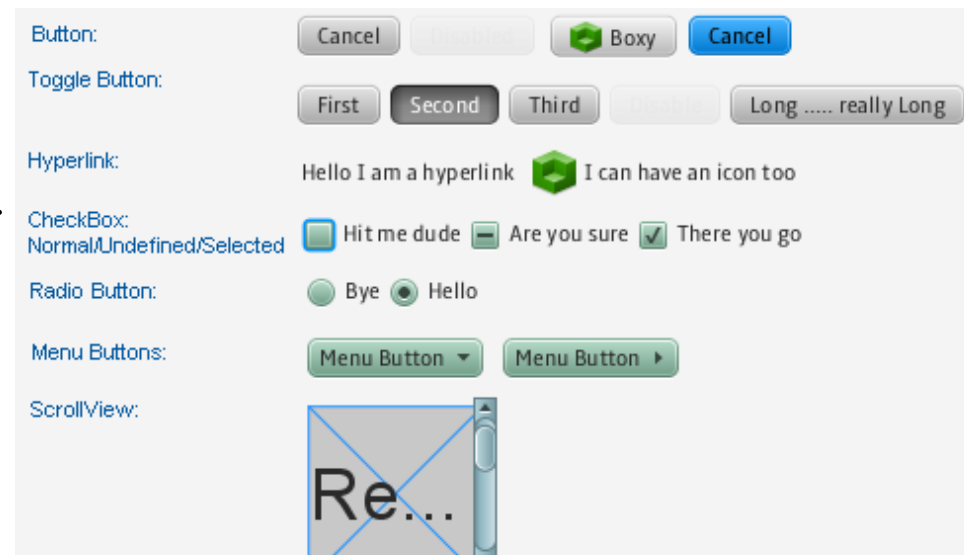 Button:
Cancel Disabled Boxy Cancel
Toggle Button:
First Second Third Disable Long ..... really Long
Hyperlink:
Hello I am a hyperlink I can have an icon too
CheckBox:
Normal/Undefined/Selected
Hit me dude Are you sure There you go
Radio Button:
Bye Hello
Menu Buttons:
Menu Button Menu Button
ScrollView:
Re...